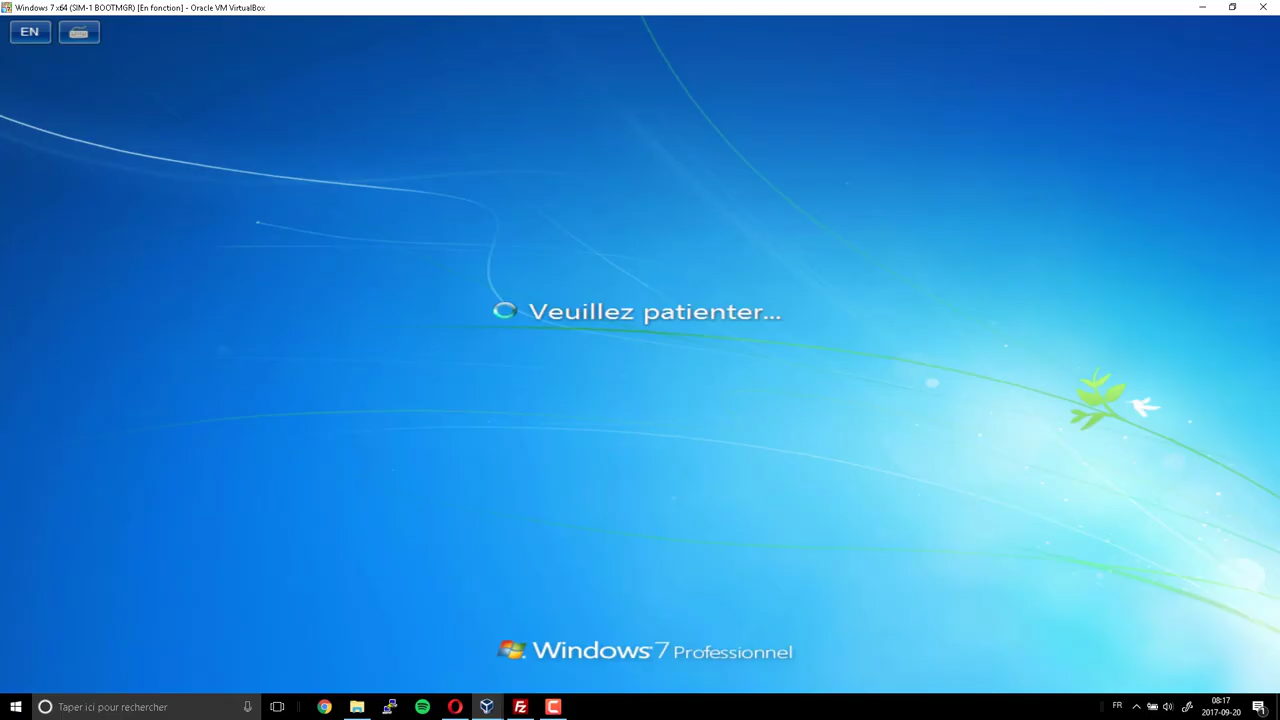 Windows 7 x64 (SIM-1 BOOTMGR) [En fonction] - Oracle VM VirtualBox
EN
Veuillez patienter...
Windows 7 Professionnel
Taper ici pour rechercher
FR
08:17
2017-09-20
1